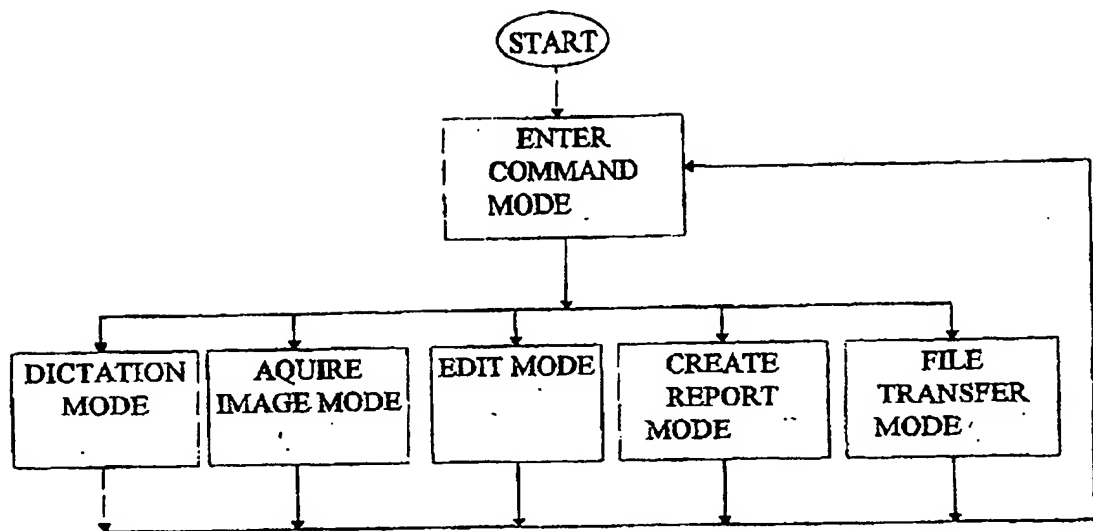 START
ENTER
COMMAND
MODE
DICTATION
MODE
AQUIRE
IMAGE MODE
EDIT MODE
CREATE
REPORT
MODE
FILE
TRANSFER
MODE